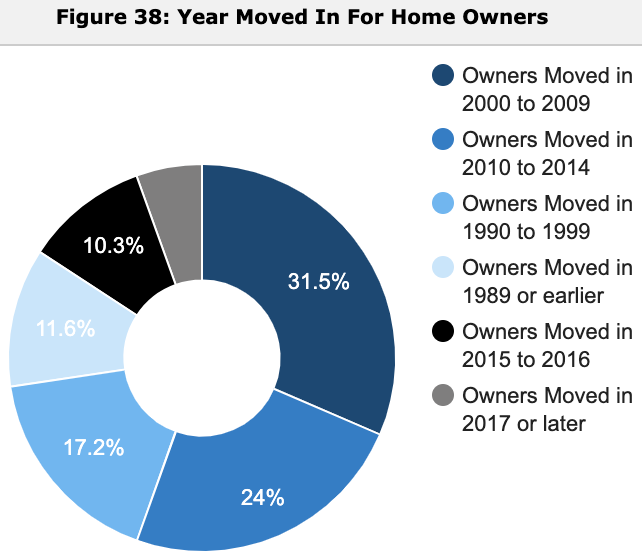 Figure 38: Year Moved In For Home Owners
Owners Moved in
2000 to 2009
Owners Moved in
2010 to 2014
Owners Moved in
1990 to 1999
Owners Moved in
1989 or earlier
Owners Moved in
2015 to 2016
Owners Moved in
2017 or later
10.3%
31.5%
11.6%
17.2%
24%